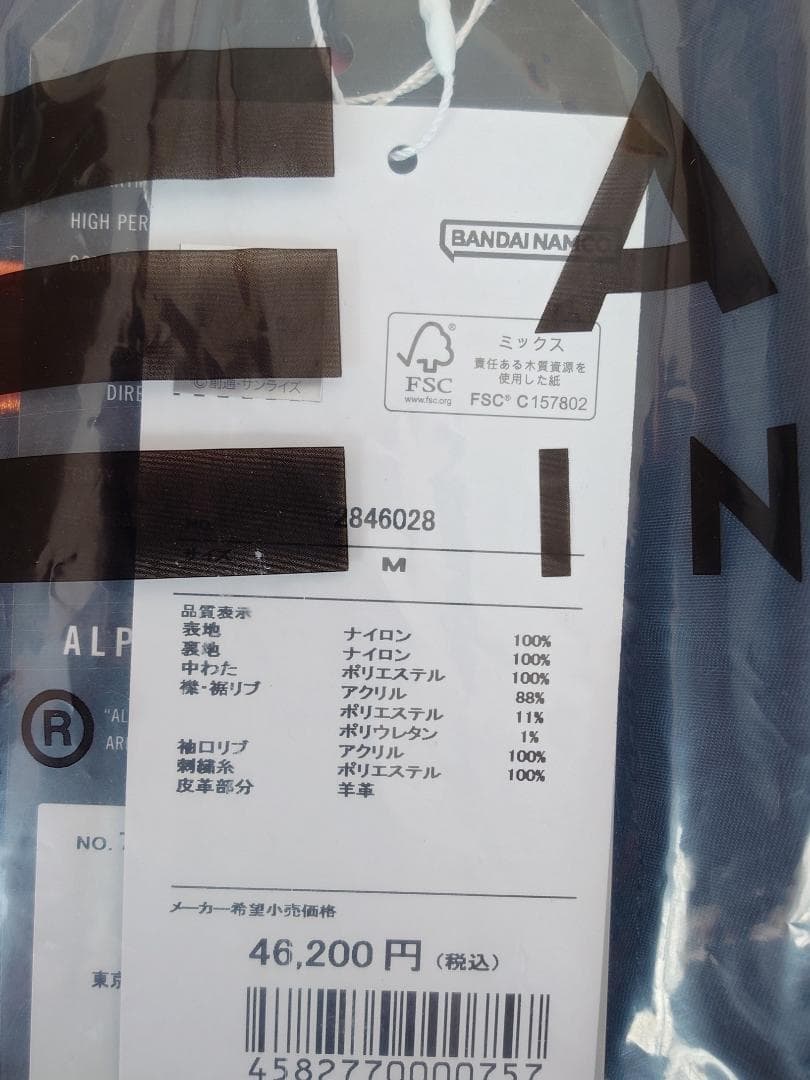 HIGH PER
BANDAI NAMCO
ミックス
責任ある木質資源を
使用した紙
FSC® C157802
FSC®
www.fsc.org
©創通・サンライズ
DIRE
846028
サイズ M
品質表示
表地 ナイロン 100%
裏地 ナイロン 100%
中わた ポリエステル 100%
襟・裾リブ アクリル 88%
ポリエステル 11%
ポリウレタン 1%
袖口リブ アクリル 100%
刺繍糸 ポリエステル 100%
皮革部分 羊革
ALP
R
"AL
AR
NO.
メーカー希望小売価格
46,200円(税込)
東京
4582770000757
E A
I N